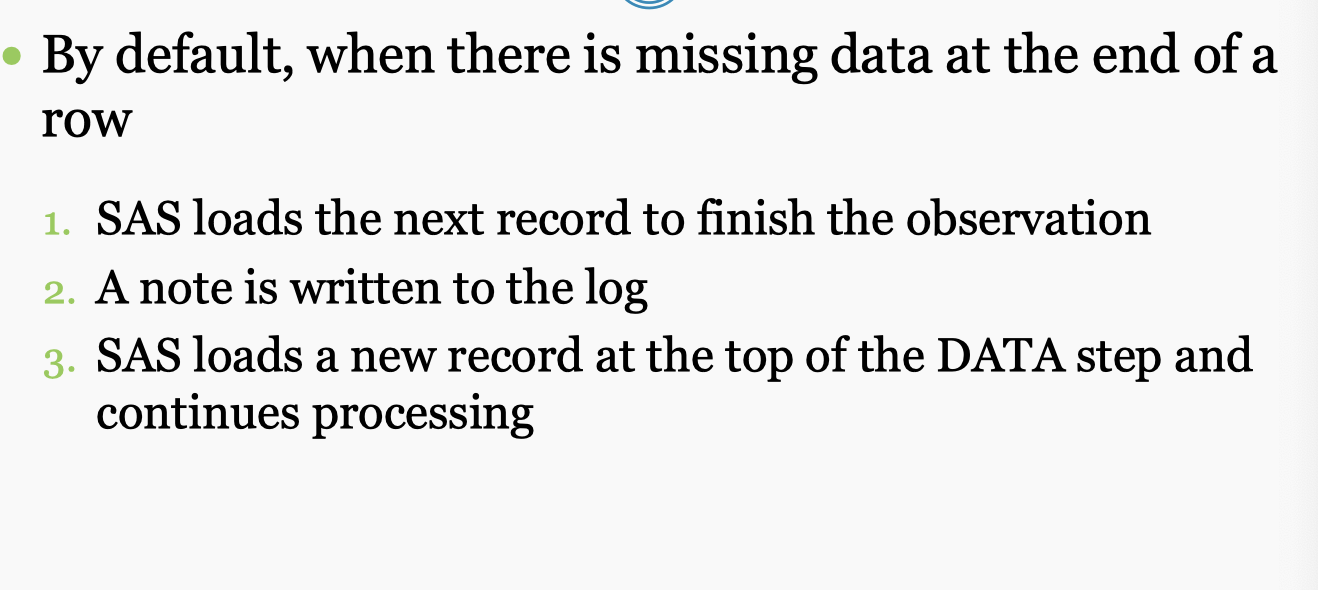 • By default, when there is missing data at the end of a
row
1. SAS loads the next record to finish the observation
2. A note is written to the log
3. SAS loads a new record at the top of the DATA step and
continues processing